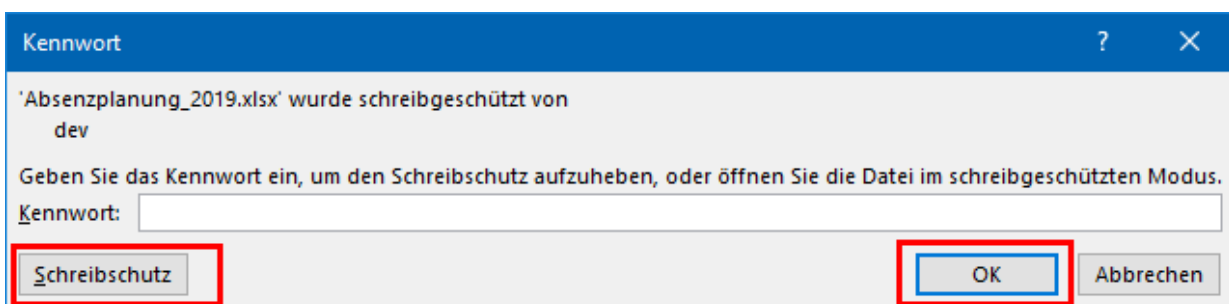 Kennwort ?
'Absenzplanung_2019.xlsx' wurde schreibgeschützt von
dev
Geben Sie das Kennwort ein, um den Schreibschutz aufzuheben, oder öffnen Sie die Datei im schreibgeschützten Modus.
Kennwort:
Schreibschutz OK Abbrechen